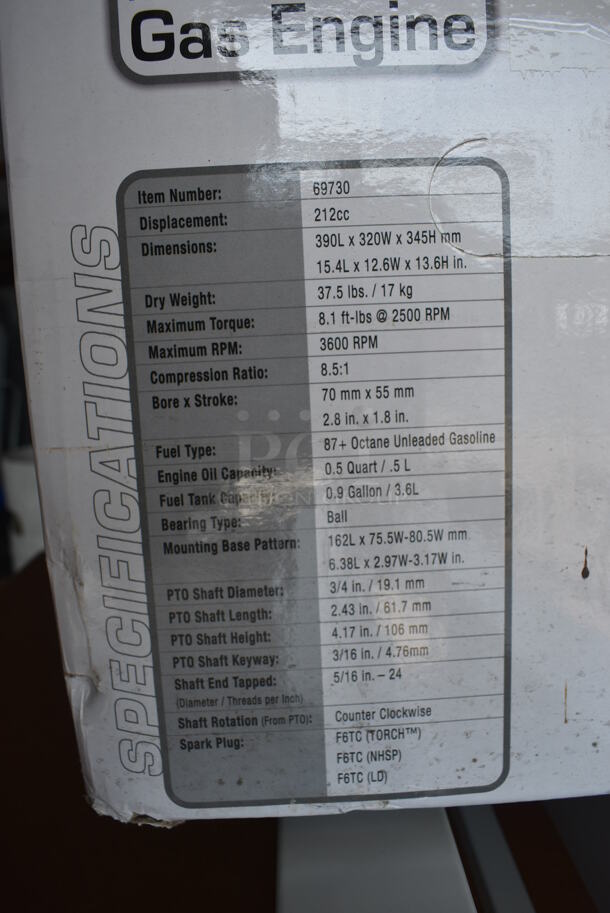 Gas Engine
SPECIFICATIONS
Item Number: 69730
Displacement: 212cc
Dimensions: 390L x 320W x 345H mm
15.4L x 12.6W x 13.6H in.
Dry Weight: 37.5 lbs. / 17 kg
Maximum Torque: 8.1 ft-lbs @ 2500 RPM
Maximum RPM: 3600 RPM
Compression Ratio: 8.5:1
Bore x Stroke: 70 mm x 55 mm
2.8 in. x 1.8 in.
Fuel Type: 87+ Octane Unleaded Gasoline
Engine Oil Capacity: 0.5 Quart / .5 L
Fuel Tank Capacity: 0.9 Gallon / 3.6L
Bearing Type: Ball
Mounting Base Pattarn: 162L x 75.5W-80.5W mm
6.38L x 2.97W-3.17W in.
PTO Shaft Diameter: 3/4 in. / 19.1 mm
PTO Shaft Length: 2.43 in. / 61.7 mm
PTO Shaft Height: 4.17 in. / 106 mm
PTO Shaft Keyway: 3/16 in. / 4.76mm
Shaft End Tapped: 5/16 in. – 24
(Diameter / Threads per Inch)
Shaft Rotation (From PTO): Counter Clockwise
Spark Plug: F6TC (TORCH™)
F6TC (NHSP)
F6TC (LD)